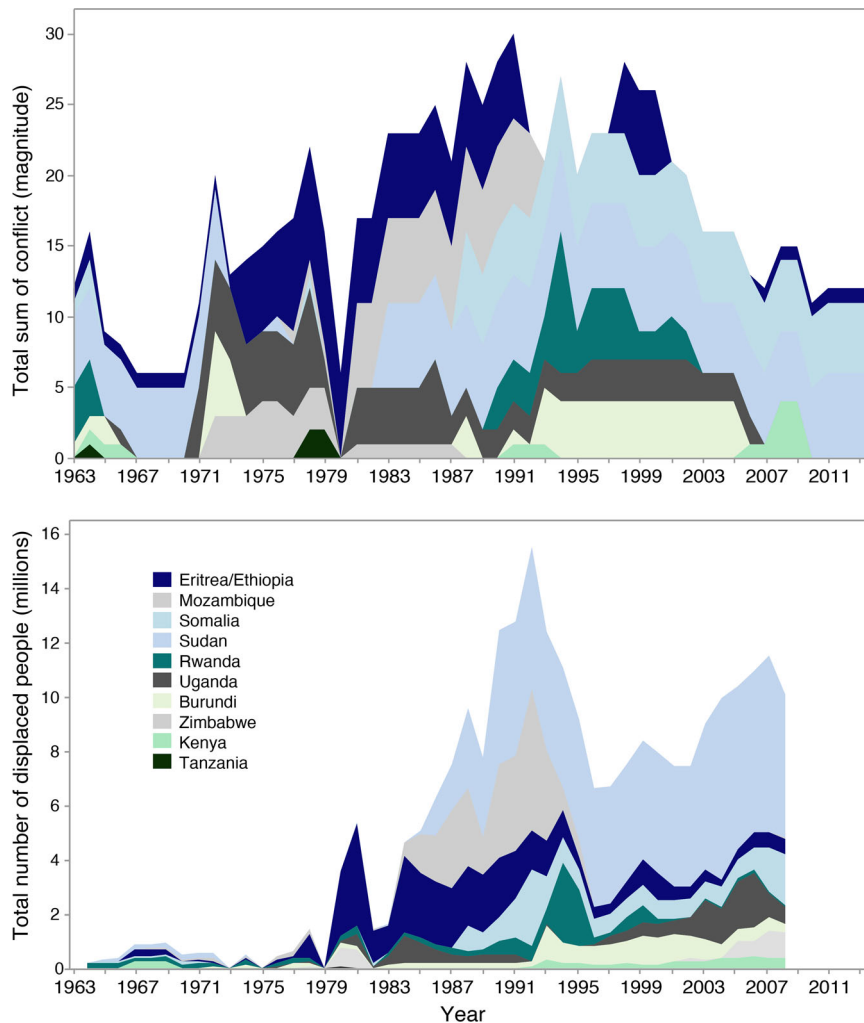 Total sum of conflict (magnitude)
30
25
20
15
10
5
0
1963 1967 1971 1975 1979 1983 1987 1991 1995 1999 2003 2007 2011
Total number of displaced people (millions)
16
14
12
10
8
6
4
2
0
Eritrea/Ethiopia
Mozambique
Somalia
Sudan
Rwanda
Uganda
Burundi
Zimbabwe
Kenya
Tanzania
1963 1967 1971 1975 1979 1983 1987 1991 1995 1999 2003 2007 2011
Year